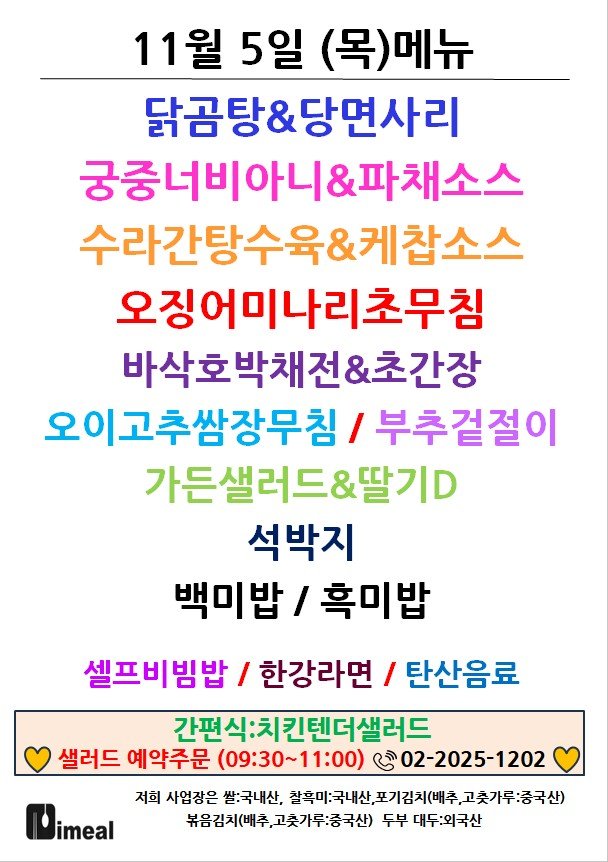 11월 5일 (목)메뉴
닭곰탕&당면사리
궁중너비아니&파채소스
수라간탕수육&케찹소스
오징어미나리초무침
바삭호박채전&초간장
오이고추쌈장무침 / 부추겉절이
가든샐러드&딸기D
석박지
백미밥 / 흑미밥
셀프비빔밥 / 한강라면 / 탄산음료
간편식:치킨텐더샐러드
샐러드 예약주문 (09:30~11:00) 02-2025-1202
저희 사업장은 쌀:국내산, 찰흑미:국내산,포기김치(배추,고춧가루:중국산)
볶음김치(배추,고춧가루:중국산) 두부 대두:외국산
imeal